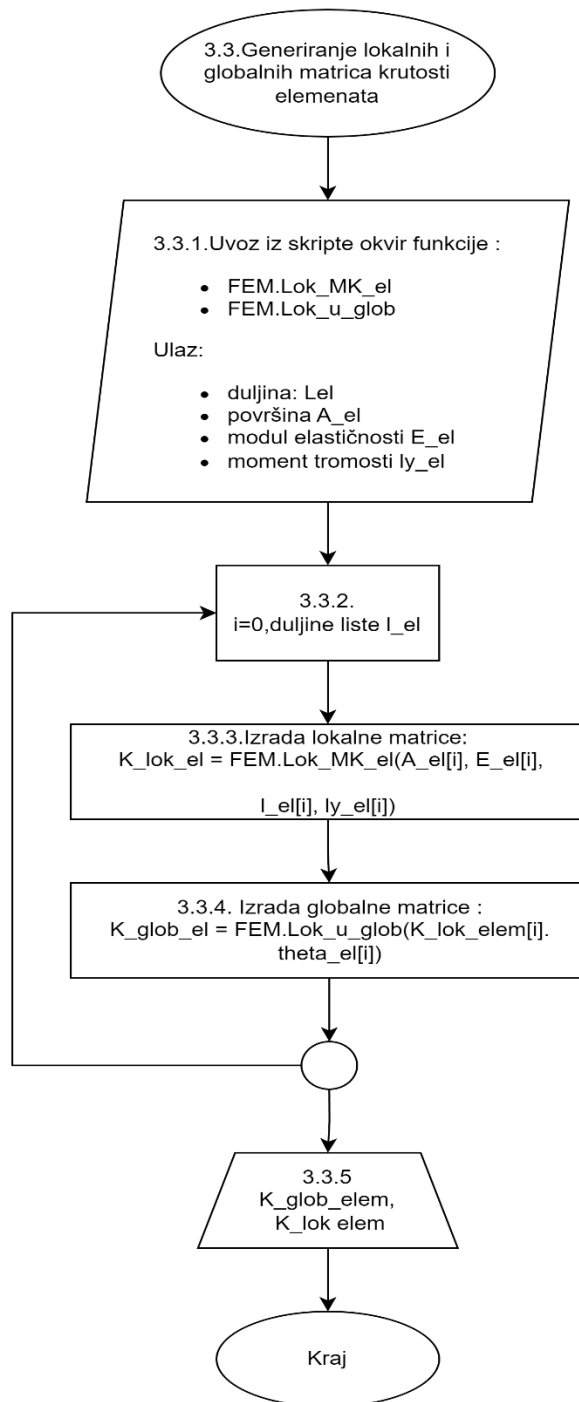 3.3.Generiranje lokalnih i
globalnih matrica krutosti
elemenata
3.3.1.Uvoz iz skripte okvir funkcije :
• FEM.Lok_MK_el
• FEM.Lok_u_glob
Ulaz:
• duljina: Lel
• površina A_el
• modul elastičnosti E_el
• moment tromosti Iy_el
3.3.2.
i=0,duljine liste l_el
3.3.3.Izrada lokalne matrice:
K_lok_el = FEM.Lok_MK_el(A_el[i], E_el[i],
l_el[i], Iy_el[i])
3.3.4. Izrada globalne matrice :
K_glob_el = FEM.Lok_u_glob(K_lok_elem[i].
theta_el[i])
3.3.5
K_glob_elem,
K_lok elem
Kraj